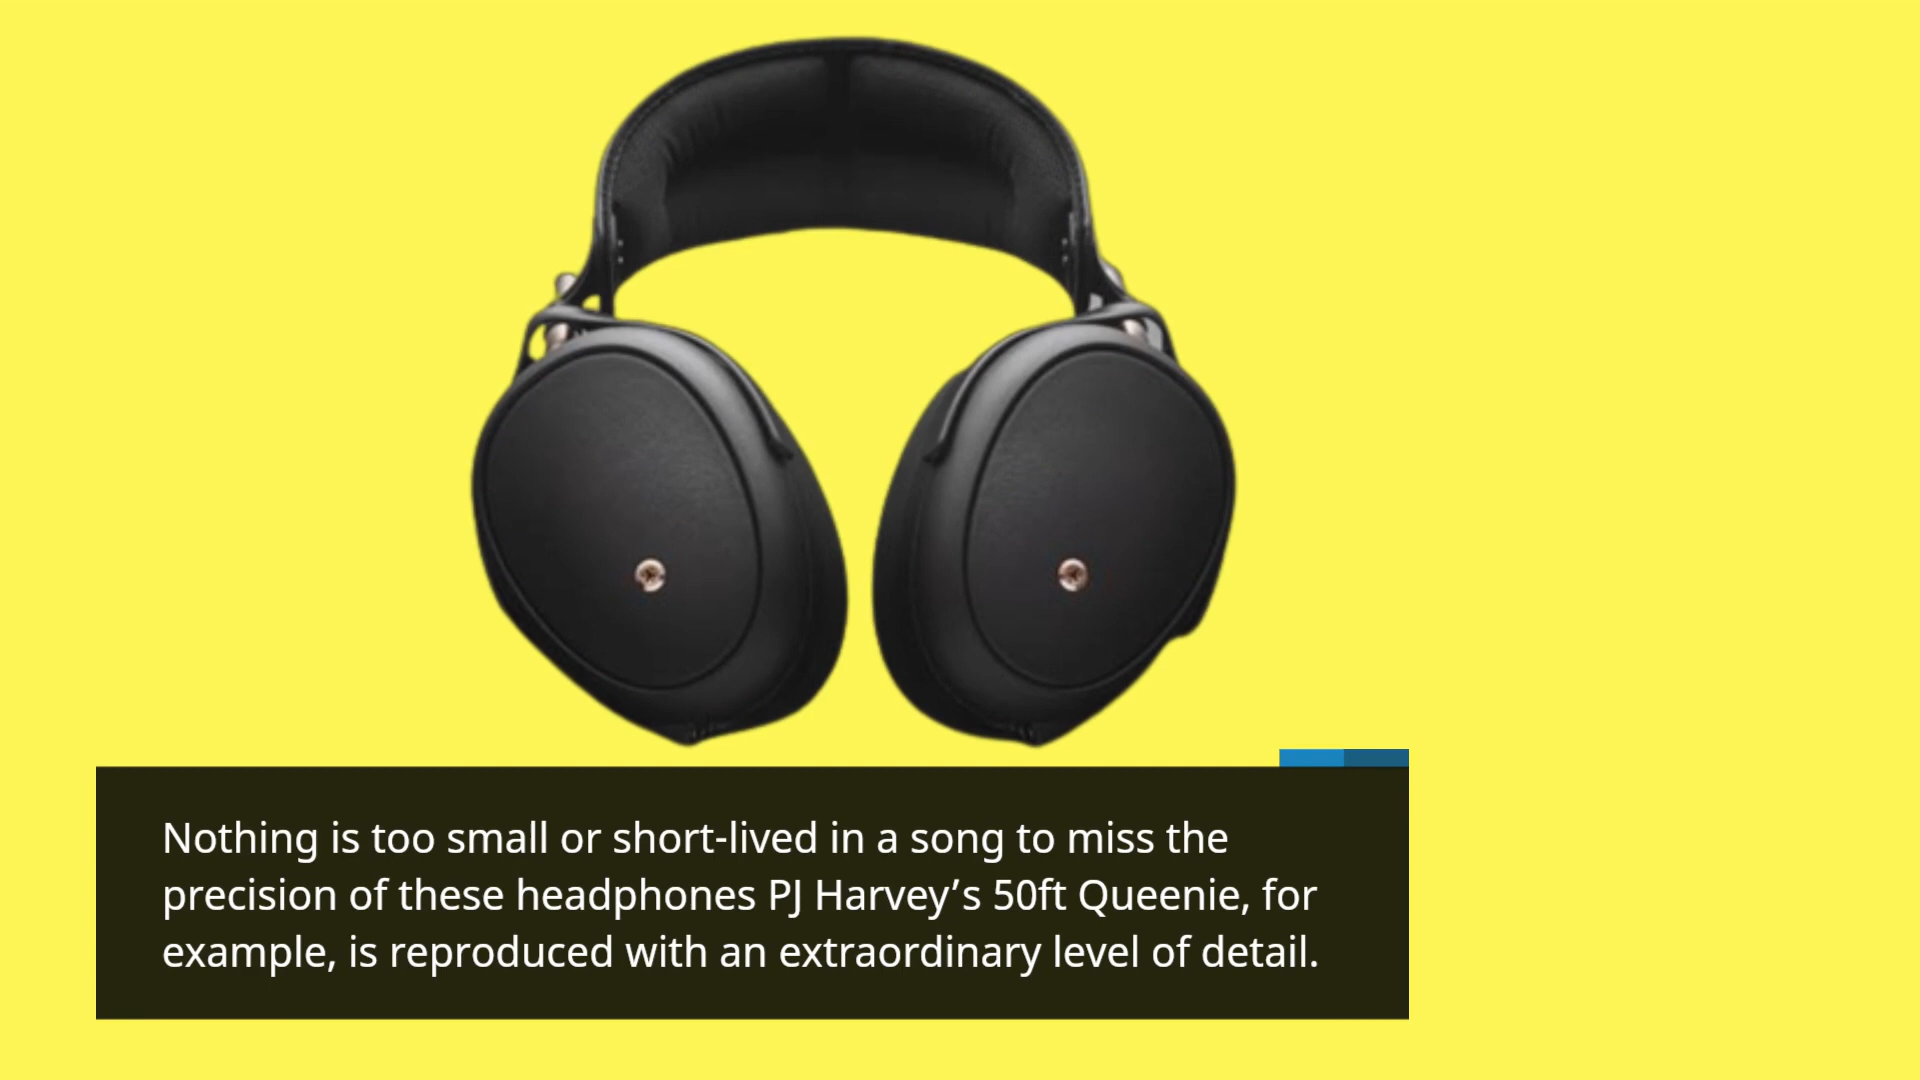 Nothing is too small or short-lived in a song to miss the
precision of these headphones PJ Harvey’s 50ft Queenie, for
example, is reproduced with an extraordinary level of detail.